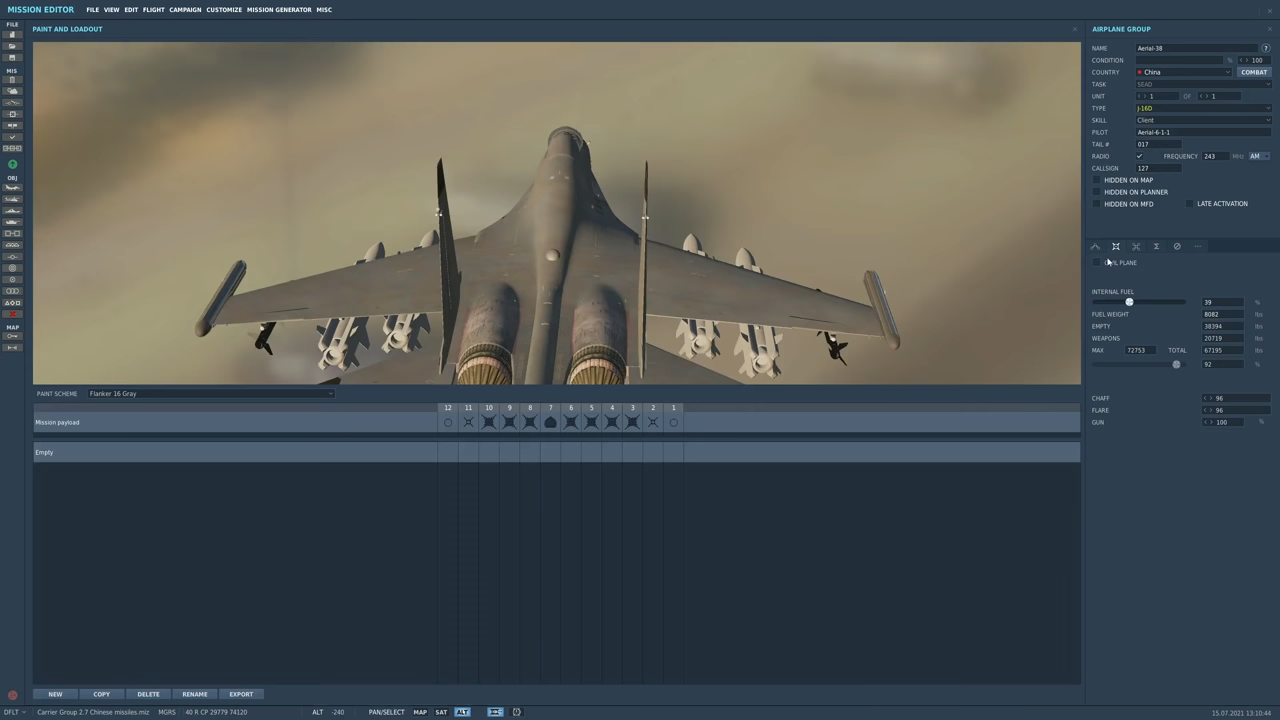 MISSION EDITOR FILE VIEW EDIT FLIGHT CAMPAIGN CUSTOMIZE MISSION GENERATOR MISC
FILE
MIS
OBJ
MAP
PAINT AND LOADOUT
PAINT SCHEME Flanker 16 Gray
12 11 10 9 8 7 6 5 4 3 2 1
Mission payload
Empty
NEW COPY DELETE RENAME EXPORT
AIRPLANE GROUP
NAME Aerial-38 ?
CONDITION % < > 100
COUNTRY China COMBAT
TASK SEAD
UNIT < > 1 OF < > 1
TYPE J-16D
SKILL Client
PILOT Aerial-6-1-1
TAIL # 017
RADIO FREQUENCY 243 MHz AM
CALLSIGN 127
HIDDEN ON MAP
HIDDEN ON PLANNER
HIDDEN ON MFD LATE ACTIVATION
PLANE
INTERNAL FUEL
39 %
FUEL WEIGHT 8082 lbs
EMPTY 38394 lbs
WEAPONS 20719 lbs
MAX 72753 TOTAL 67195 lbs
92 %
CHAFF < > 96
FLARE < > 96
GUN < > 100 %
DFLT Carrier Group 2.7 Chinese missiles.miz MGRS 40 R CP 29779 74120 ALT -240 PAN/SELECT MAP SAT ALT 15.07.2021 13:10:44